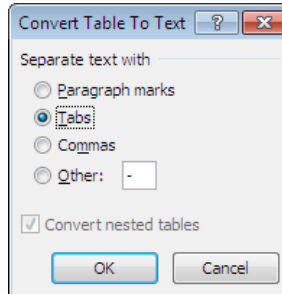 Convert Table To Text
Separate text with
Paragraph marks
Tabs
Commas
Other: -
Convert nested tables
OK Cancel